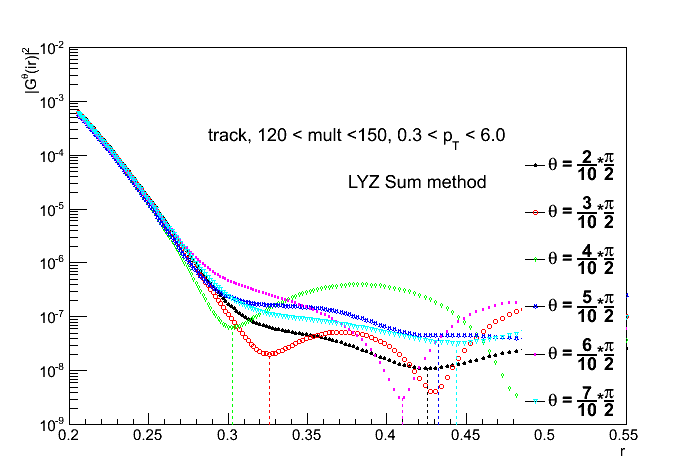 |G^θ(ir)|²
10⁻²
10⁻³
10⁻⁴
10⁻⁵
10⁻⁶
10⁻⁷
10⁻⁸
10⁻⁹
track, 120 < mult <150, 0.3 < p_T < 6.0
LYZ Sum method
θ = 2/10*π/2
θ = 3/10*π/2
θ = 4/10*π/2
θ = 5/10*π/2
θ = 6/10*π/2
θ = 7/10*π/2
0.2 0.25 0.3 0.35 0.4 0.45 0.5 0.55
r